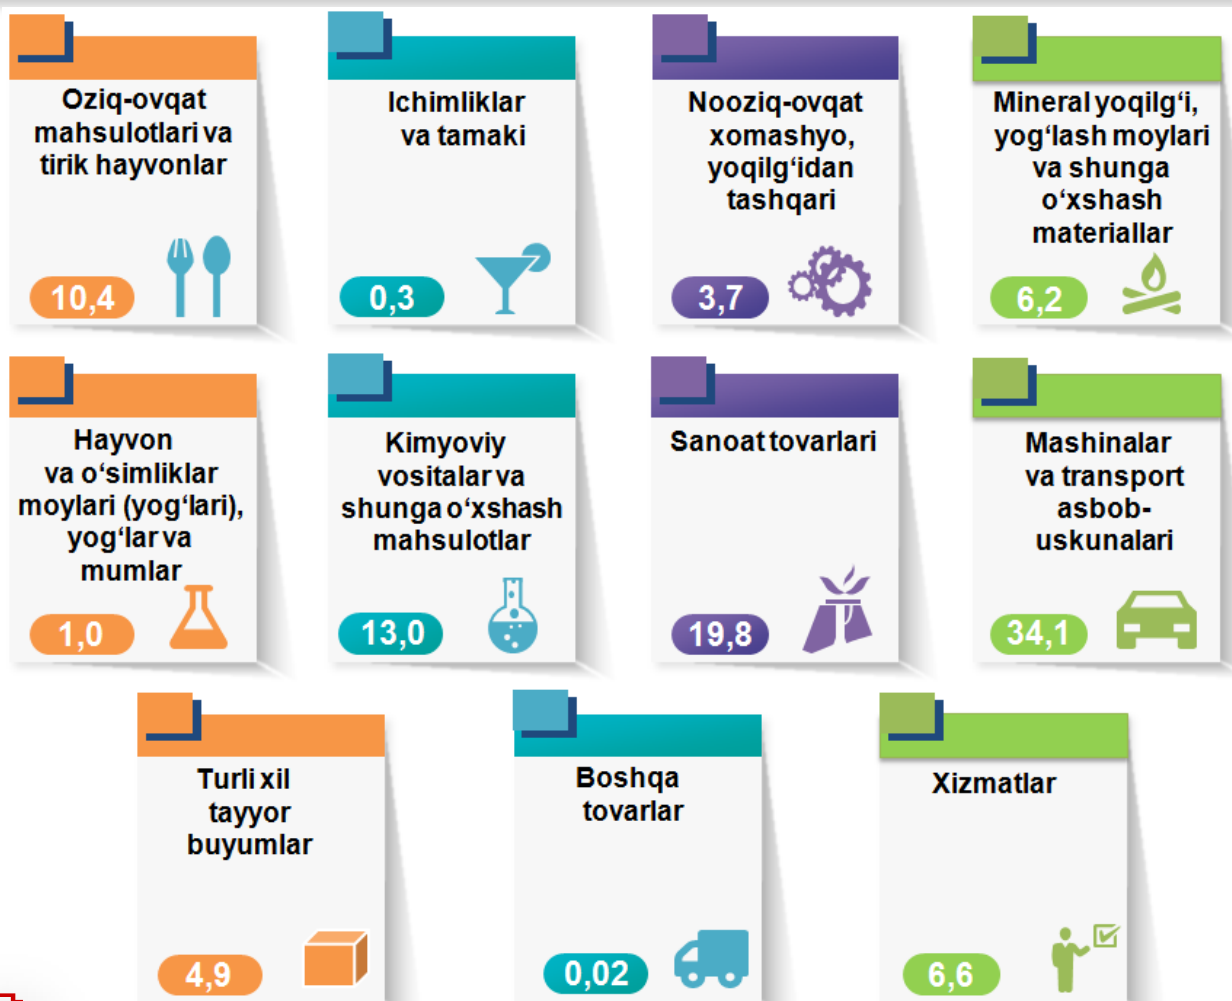 Oziq-ovqat
mahsulotlari va
tirik hayvonlar
10,4
Ichimliklar
va tamaki
0,3
Nooziq-ovqat
xomashyo,
yoqilg‘idan
tashqari
3,7
Mineral yoqilg‘i,
yog‘lash moylari
va shunga
o‘xshash
materiallar
6,2
Hayvon
va o‘simliklar
moylari (yog‘lari),
yog‘lar va
mumlar
1,0
Kimyoviy
vositalar va
shunga o‘xshash
mahsulotlar
13,0
Sanoat tovarlari
19,8
Mashinalar
va transport
asbob-
uskunalari
34,1
Turli xil
tayyor
buyumlar
4,9
Boshqa
tovarlar
0,02
Xizmatlar
6,6